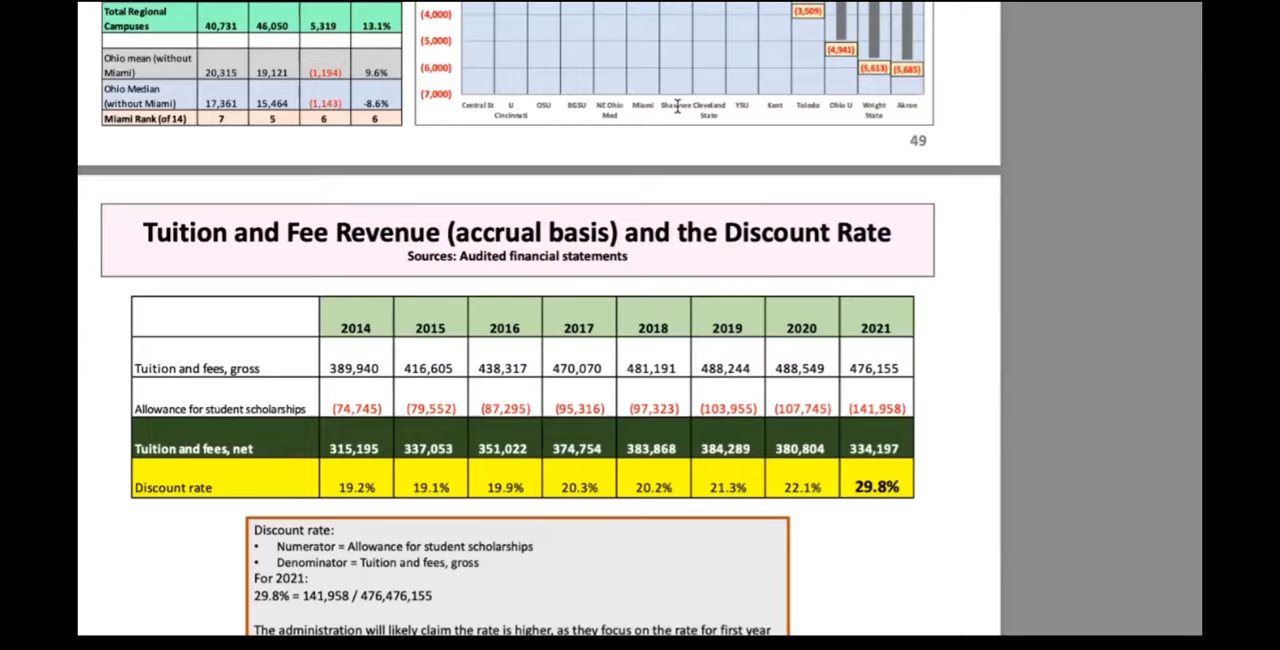 Total Regional
Campuses 40,731 46,050 5,319 13.1%
Ohio mean (without
Miami) 20,315 19,121 (1,194) 9.6%
Ohio Median
(without Miami) 17,361 15,464 (1,143) -8.6%
Miami Rank (of 14) 7 5 6 6
(4,000)
(5,000)
(6,000)
(7,000)
(3,509)
(4,941)
(5,613) (5,685)
Central St U OSU BGSU NE Ohio Miami Shawnee Cleveland YSU Kent Toledo Ohio U Wright Akron
Cincinnati Med State State
49
Tuition and Fee Revenue (accrual basis) and the Discount Rate
Sources: Audited financial statements
2014 2015 2016 2017 2018 2019 2020 2021
Tuition and fees, gross 389,940 416,605 438,317 470,070 481,191 488,244 488,549 476,155
Allowance for student scholarships (74,745) (79,552) (87,295) (95,316) (97,323) (103,955) (107,745) (141,958)
Tuition and fees, net 315,195 337,053 351,022 374,754 383,868 384,289 380,804 334,197
Discount rate 19.2% 19.1% 19.9% 20.3% 20.2% 21.3% 22.1% 29.8%
Discount rate:
• Numerator = Allowance for student scholarships
• Denominator = Tuition and fees, gross
For 2021:
29.8% = 141,958 / 476,476,155
The administration will likely claim the rate is higher, as they focus on the rate for first year